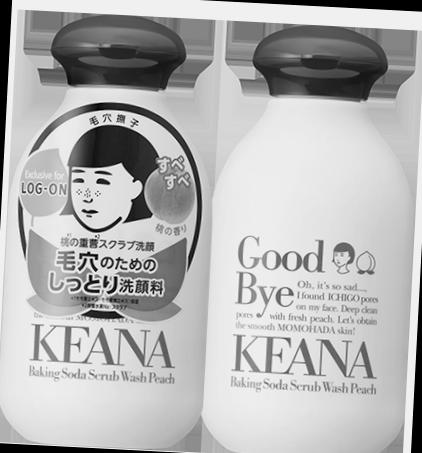 毛穴撫子
Exclusive for
LOG-ON
すべ
すべ
桃の香り
桃の重曹スクラブ洗顔
毛穴のための
しっとり洗顔料
KEANA
Baking Soda Scrub Wash Peach
Good
Bye
Oh, it's so sad...,
I found ICHIGO pores
on my face. Deep clean
pores with fresh peach. Let's obtain
the smooth MOMOHADA skin!
KEANA
Baking Soda Scrub Wash Peach